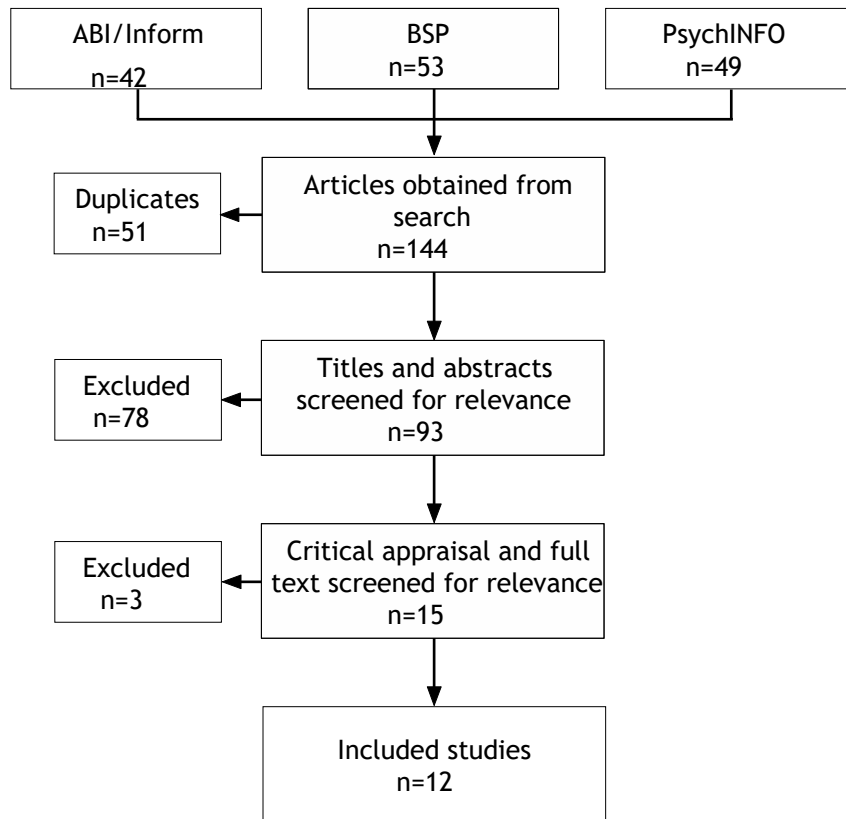 ABI/Inform
n=42
BSP
n=53
PsychINFO
n=49
Articles obtained from
search
n=144
Duplicates
n=51
Titles and abstracts
screened for relevance
n=93
Excluded
n=78
Critical appraisal and full
text screened for relevance
n=15
Excluded
n=3
Included studies
n=12